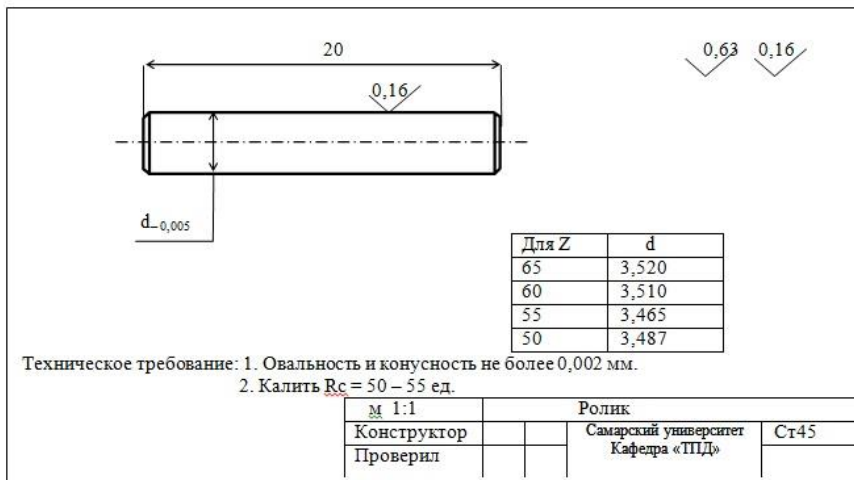 20
0,63 0,16
0,16
d–0,005
Для Z d
65 3,520
60 3,510
55 3,465
50 3,487
Техническое требование: 1. Овальность и конусность не более 0,002 мм.
2. Калить Rc = 50 – 55 ед.
м 1:1 Ролик
Конструктор Самарский университет Ст45
Кафедра «ТПД»
Проверил